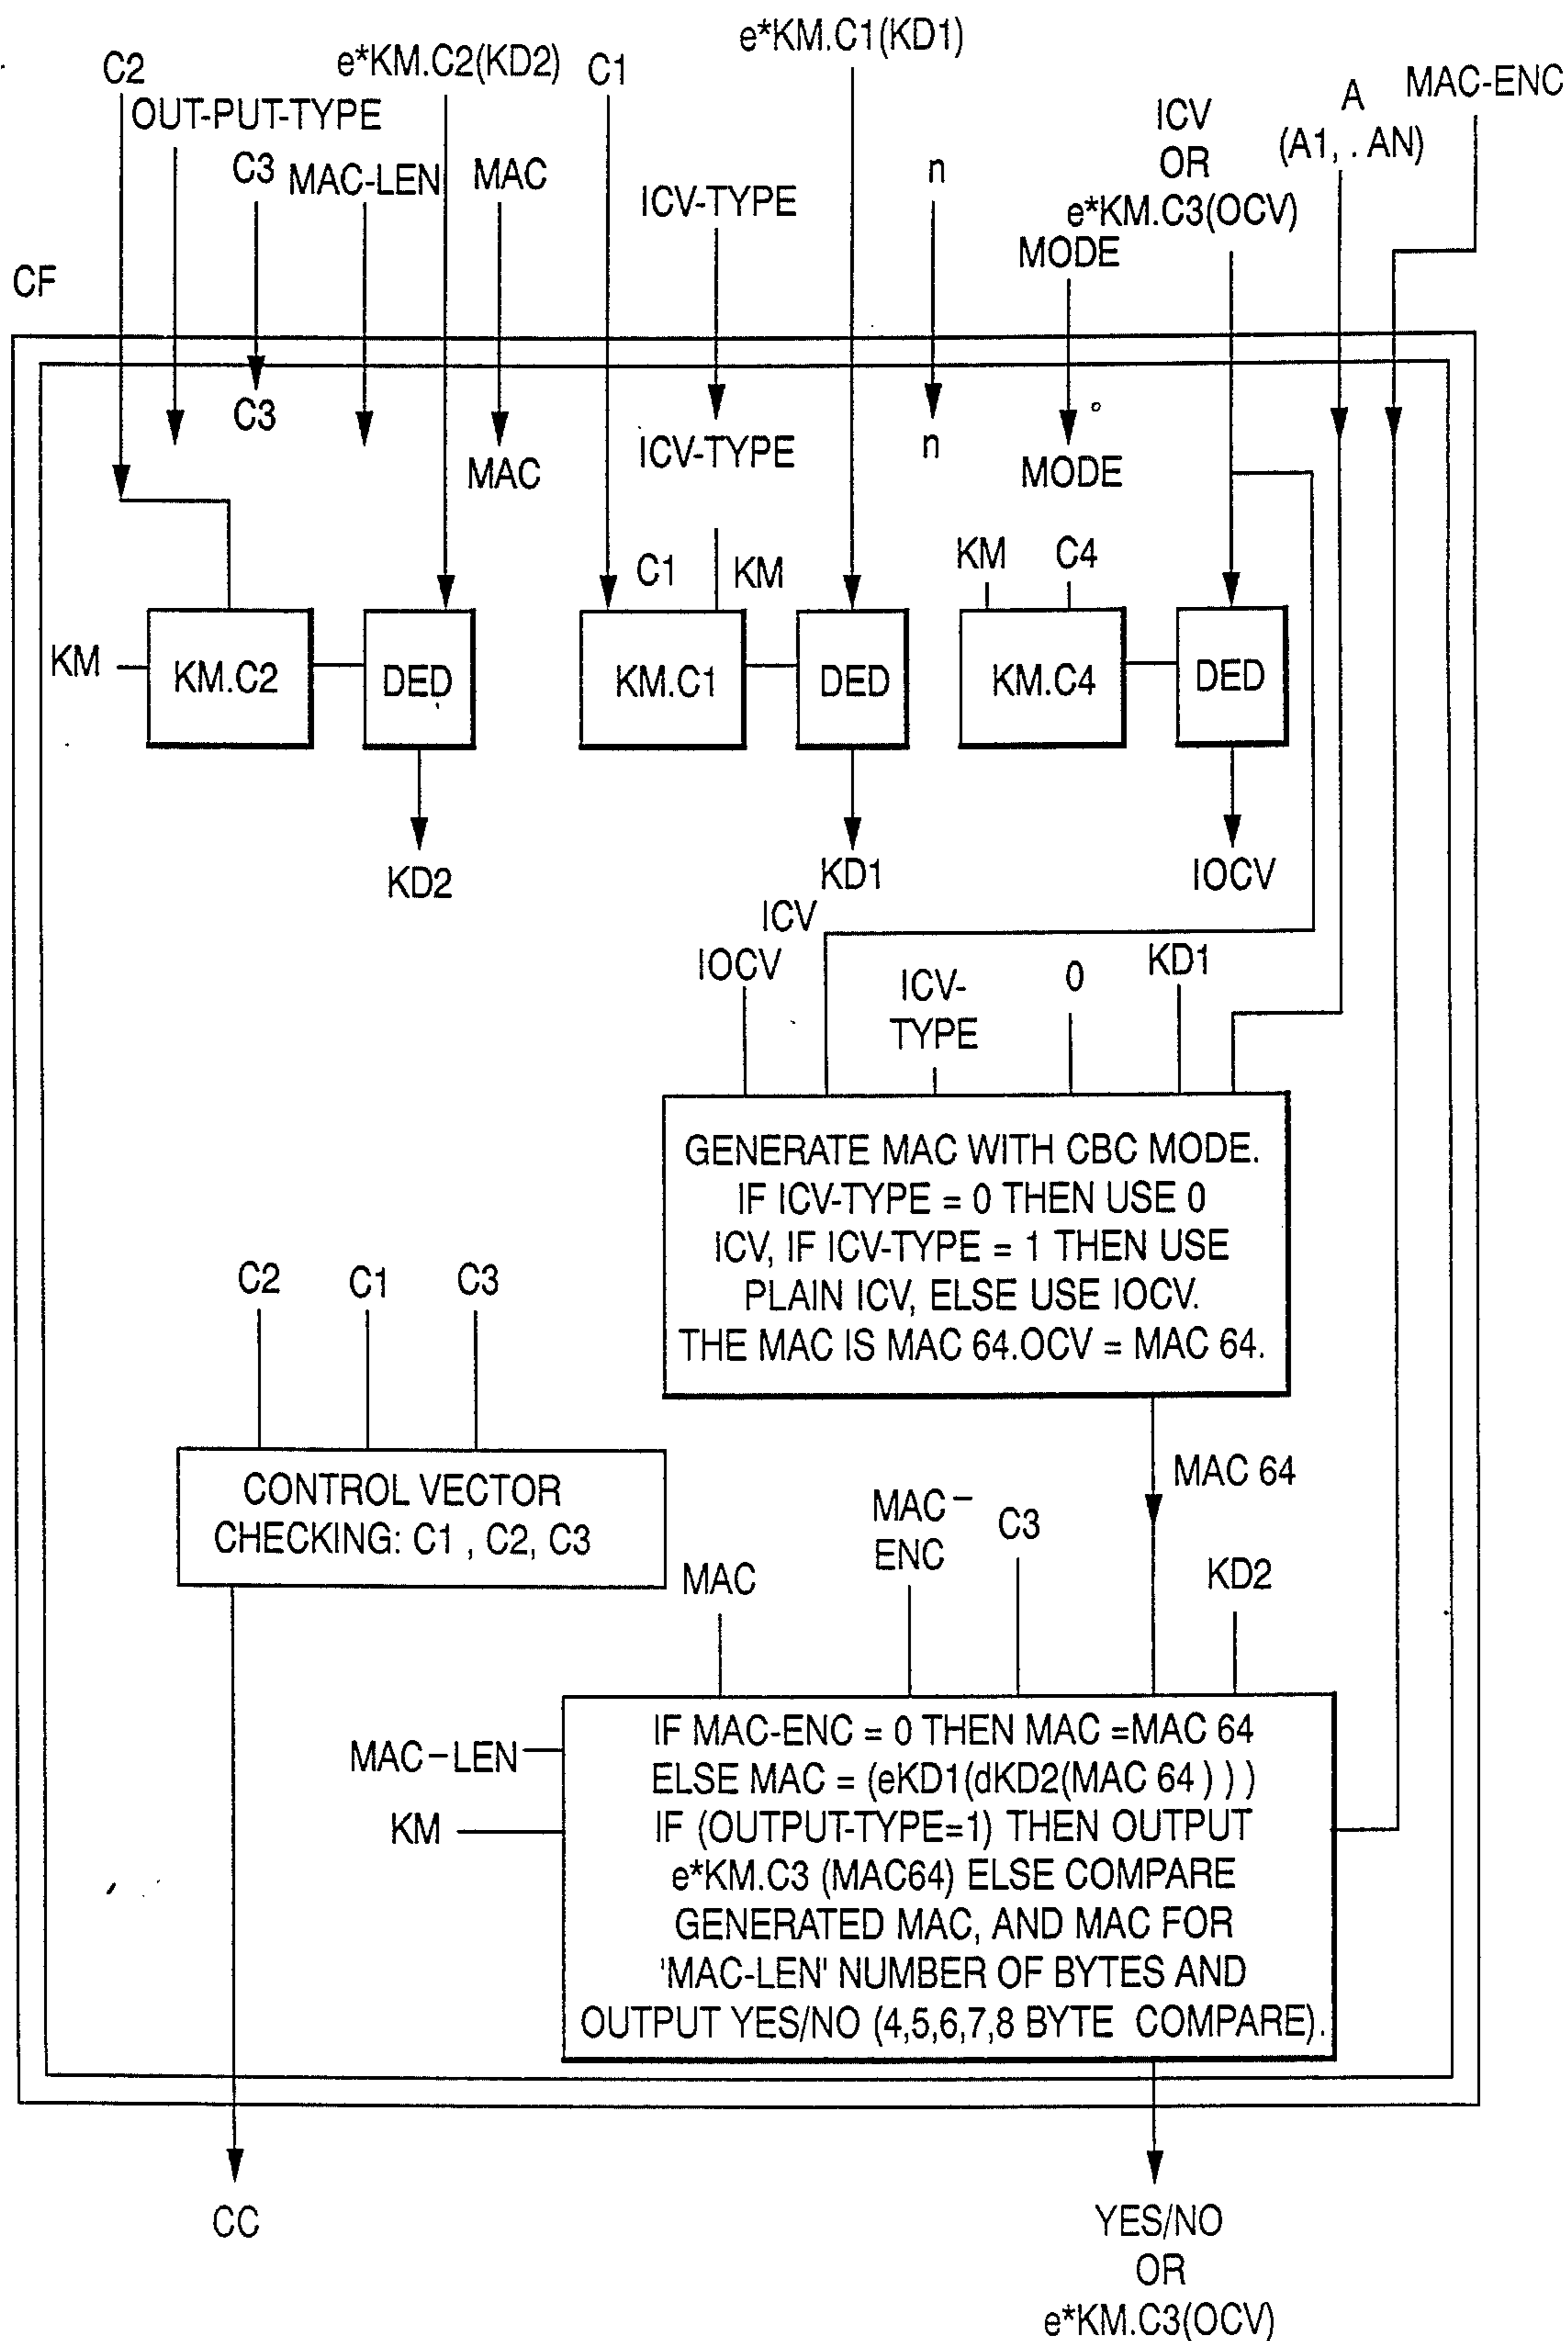 C2
e*KM.C2(KD2)
C1
e*KM.C1(KD1)
OUT-PUT-TYPE
C3
MAC-LEN
MAC
ICV-TYPE
n
ICV
OR
e*KM.C3(OCV)
MODE
A
(A1, . AN)
MAC-ENC
CF
C3
MAC
ICV-TYPE
n
MODE
C1
KM
KM
C4
KM
KM.C2
DED
KM.C1
DED
KM.C4
DED
KD2
KD1
IOCV
ICV
IOCV
ICV-
TYPE
0
KD1
GENERATE MAC WITH CBC MODE.
IF ICV-TYPE = 0 THEN USE 0
ICV, IF ICV-TYPE = 1 THEN USE
PLAIN ICV, ELSE USE IOCV.
THE MAC IS MAC 64.OCV = MAC 64.
C2
C1
C3
CONTROL VECTOR
CHECKING: C1 , C2, C3
MAC 64
MAC
MAC-
ENC
C3
KD2
MAC-LEN
KM
IF MAC-ENC = 0 THEN MAC =MAC 64
ELSE MAC = (eKD1(dKD2(MAC 64 ) ) )
IF (OUTPUT-TYPE=1) THEN OUTPUT
e*KM.C3 (MAC64) ELSE COMPARE
GENERATED MAC, AND MAC FOR
'MAC-LEN' NUMBER OF BYTES AND
OUTPUT YES/NO (4,5,6,7,8 BYTE COMPARE).
CC
YES/NO
OR
e*KM.C3(OCV)